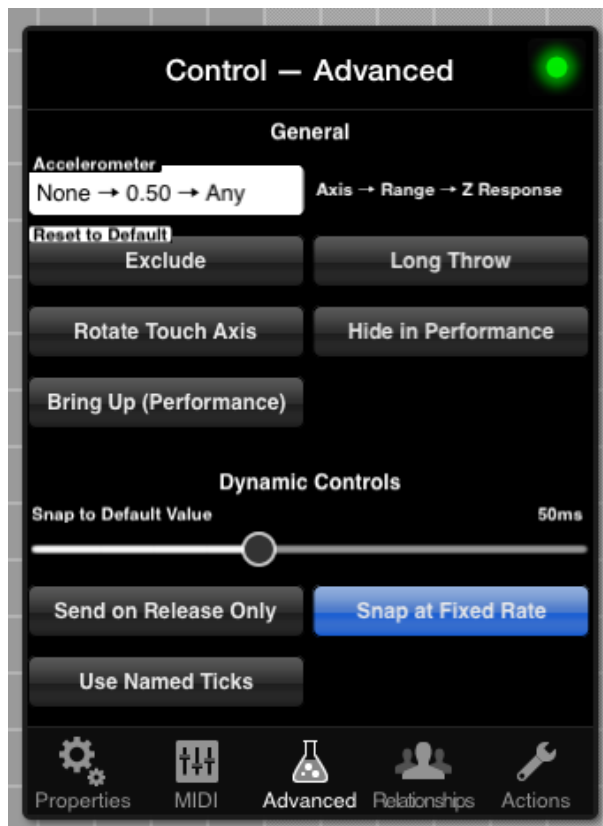 Control — Advanced
General
Accelerometer
None → 0.50 → Any
Axis → Range → Z Response
Reset to Default
Exclude
Long Throw
Rotate Touch Axis
Hide in Performance
Bring Up (Performance)
Dynamic Controls
Snap to Default Value
50ms
Send on Release Only
Snap at Fixed Rate
Use Named Ticks
Properties
MIDI
Advanced
Relationships
Actions